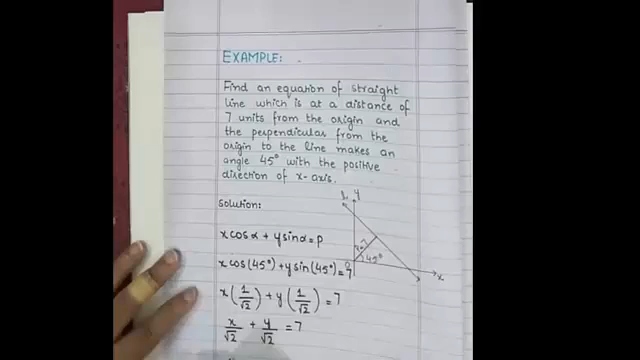 EXAMPLE:
Find an equation of straight
line which is at a distance of
7 units from the origin and
the perpendicular from the
origin to the line makes an
angle 45° with the positive
direction of x-axis.
Solution:
x cosα + y sinα = p
x cos(45°) + y sin(45°) = 7
x(1/√2) + y(1/√2) = 7
x/√2 + y/√2 = 7
y
45°
x